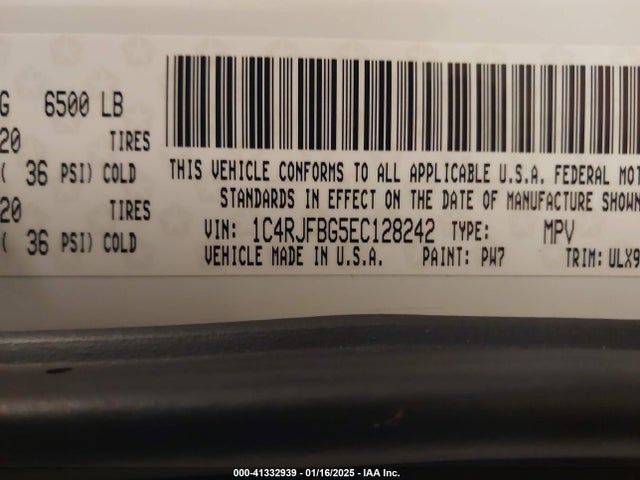 G 6500 LB
20 TIRES
( 36 PSI) COLD
20 TIRES
( 36 PSI) COLD
THIS VEHICLE CONFORMS TO ALL APPLICABLE U.S.A. FEDERAL MOT
STANDARDS IN EFFECT ON THE DATE OF MANUFACTURE SHOWN
VIN: 1C4RJFBG5EC128242 TYPE: MPV
VEHICLE MADE IN U.S.A. PAINT: PW7 TRIM: ULX9
000-41332939 - 01/16/2025 - IAA Inc.